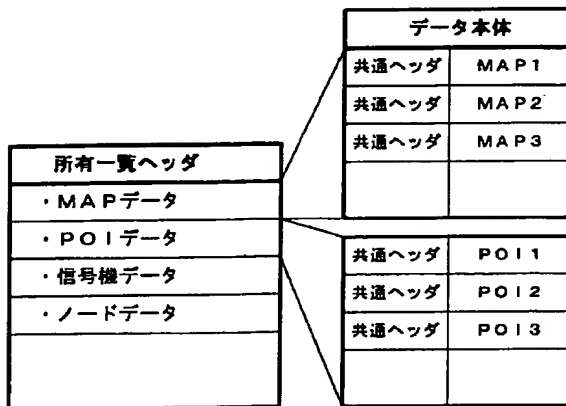 データ本体
共通ヘッダ MAP1
共通ヘッダ MAP2
共通ヘッダ MAP3
所有一覧ヘッダ
・MAPデータ
・POIデータ
・信号機データ
・ノードデータ
共通ヘッダ POI1
共通ヘッダ POI2
共通ヘッダ POI3